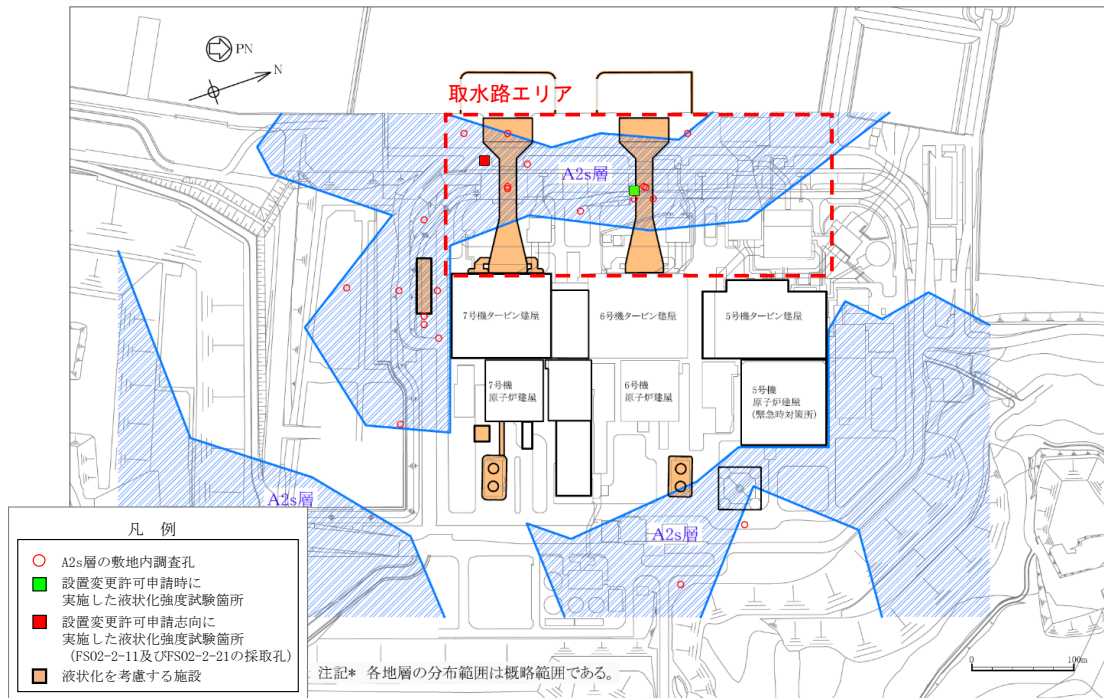 PN
N
取水路エリア
A2s層
7号機タービン建屋
6号機タービン建屋
5号機タービン建屋
7号機
原子炉建屋
6号機
原子炉建屋
5号機
原子炉建屋
(緊急時対策所)
A2s層
A2s層
凡 例
A2s層の敷地内調査孔
設置変更許可申請時に
実施した液状化強度試験箇所
設置変更許可申請志向に
実施した液状化強度試験箇所
(FS02-2-11及びFS02-2-21の採取孔)
液状化を考慮する施設
注記* 各地層の分布範囲は概略範囲である。
0 100m